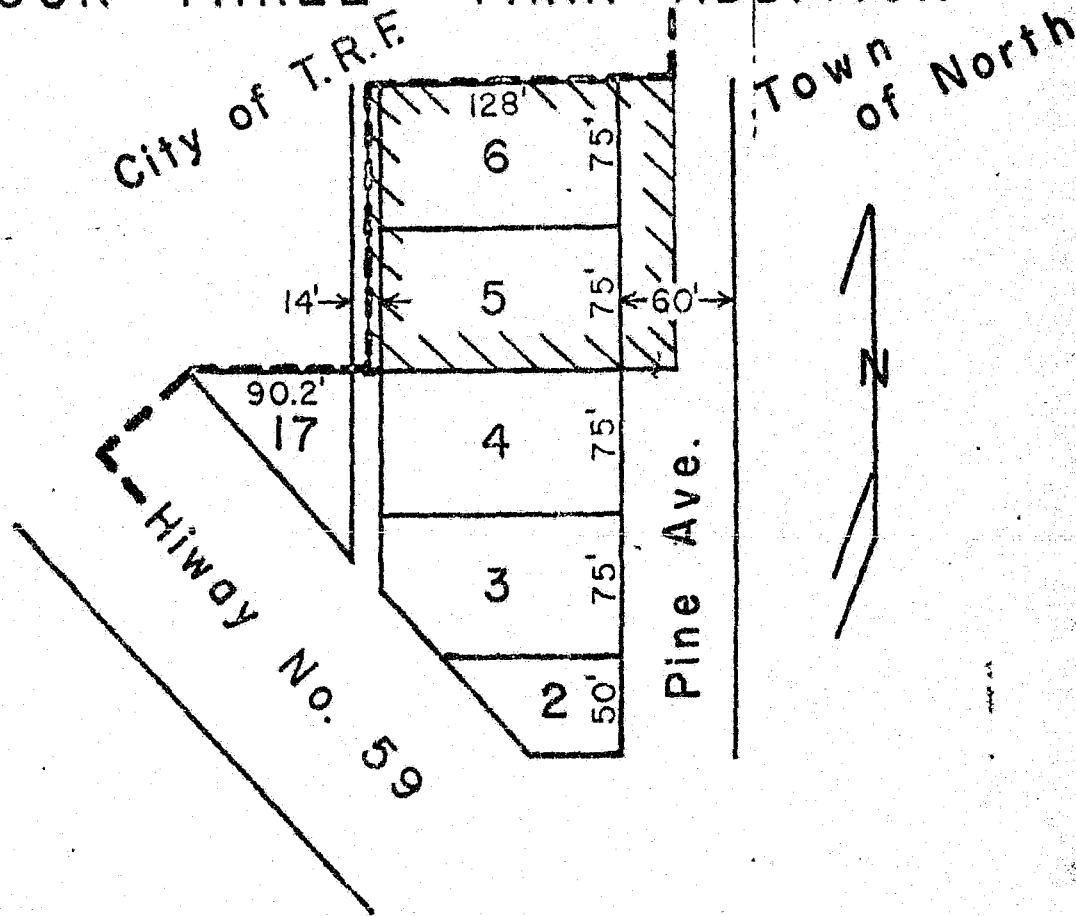 City of T.R.F.
Town
of North
128'
6
75'
5
75'
14'
60'
90.2'
17
4
75'
N
3
75'
Pine Ave.
2
50'
Hiway No. 59